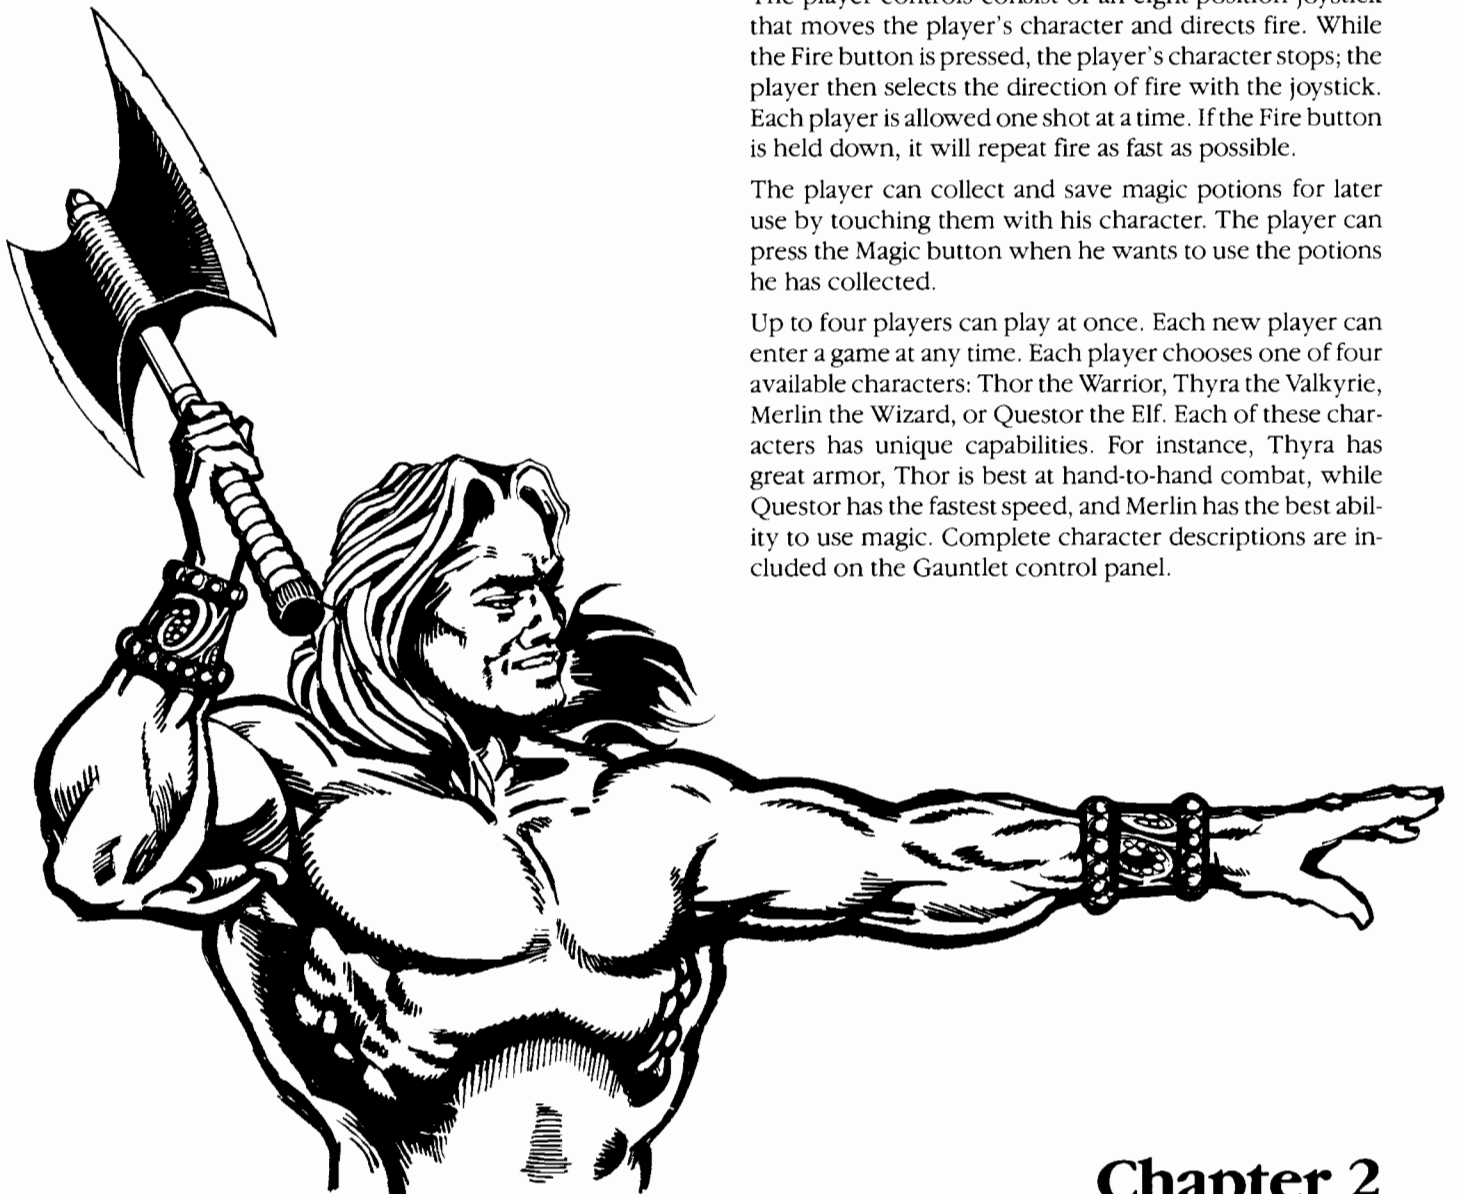 The player controls consist of an eight-position joystick
that moves the player's character and directs fire. While
the Fire button is pressed, the player's character stops; the
player then selects the direction of fire with the joystick.
Each player is allowed one shot at a time. If the Fire button
is held down, it will repeat fire as fast as possible.
The player can collect and save magic potions for later
use by touching them with his character. The player can
press the Magic button when he wants to use the potions
he has collected.
Up to four players can play at once. Each new player can
enter a game at any time. Each player chooses one of four
available characters: Thor the Warrior, Thyra the Valkyrie,
Merlin the Wizard, or Questor the Elf. Each of these char-
acters has unique capabilities. For instance, Thyra has
great armor, Thor is best at hand-to-hand combat, while
Questor has the fastest speed, and Merlin has the best abil-
ity to use magic. Complete character descriptions are in-
cluded on the Gauntlet control panel.
Chapter 2